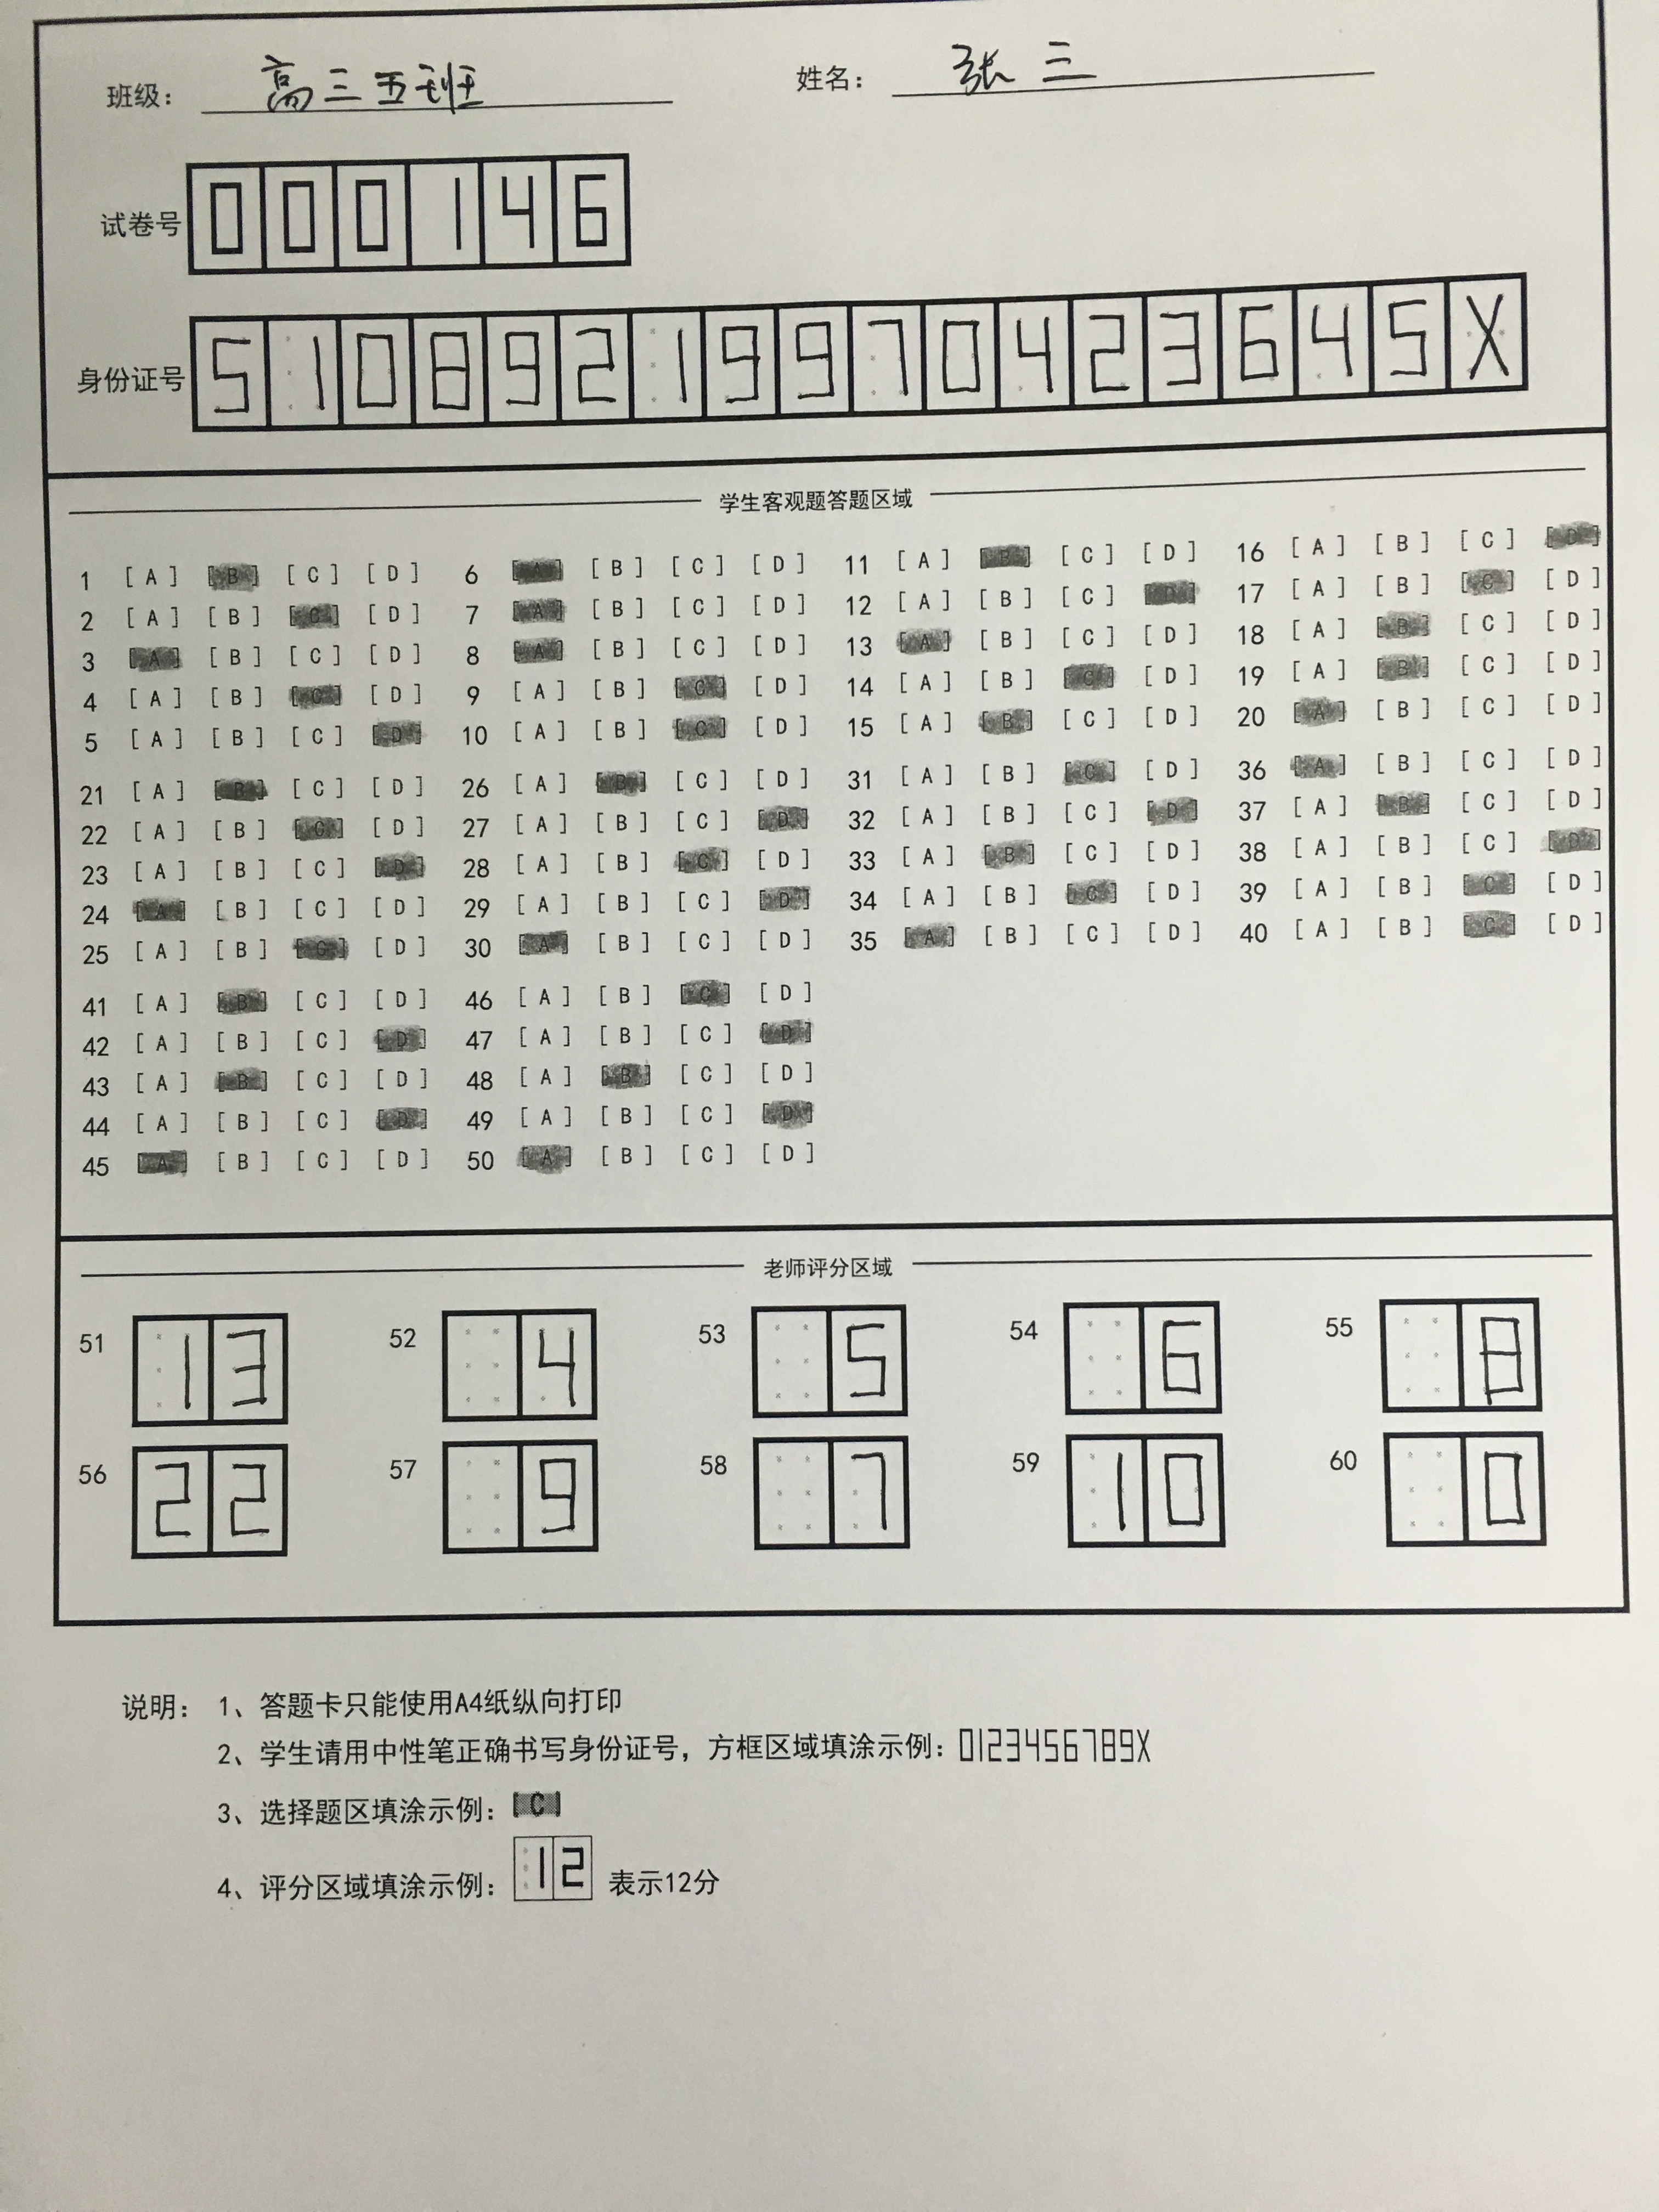 班级： 高三五班 姓名： 张三
试卷号 000146
身份证号 51089219970423645X
学生客观题答题区域
1 [A] [B] [C] [D] 6 [A] [B] [C] [D] 11 [A] [B] [C] [D] 16 [A] [B] [C] [D]
2 [A] [B] [C] [D] 7 [A] [B] [C] [D] 12 [A] [B] [C] [D] 17 [A] [B] [C] [D]
3 [A] [B] [C] [D] 8 [A] [B] [C] [D] 13 [A] [B] [C] [D] 18 [A] [B] [C] [D]
4 [A] [B] [C] [D] 9 [A] [B] [C] [D] 14 [A] [B] [C] [D] 19 [A] [B] [C] [D]
5 [A] [B] [C] [D] 10 [A] [B] [C] [D] 15 [A] [B] [C] [D] 20 [A] [B] [C] [D]
21 [A] [B] [C] [D] 26 [A] [B] [C] [D] 31 [A] [B] [C] [D] 36 [A] [B] [C] [D]
22 [A] [B] [C] [D] 27 [A] [B] [C] [D] 32 [A] [B] [C] [D] 37 [A] [B] [C] [D]
23 [A] [B] [C] [D] 28 [A] [B] [C] [D] 33 [A] [B] [C] [D] 38 [A] [B] [C] [D]
24 [A] [B] [C] [D] 29 [A] [B] [C] [D] 34 [A] [B] [C] [D] 39 [A] [B] [C] [D]
25 [A] [B] [C] [D] 30 [A] [B] [C] [D] 35 [A] [B] [C] [D] 40 [A] [B] [C] [D]
41 [A] [B] [C] [D] 46 [A] [B] [C] [D]
42 [A] [B] [C] [D] 47 [A] [B] [C] [D]
43 [A] [B] [C] [D] 48 [A] [B] [C] [D]
44 [A] [B] [C] [D] 49 [A] [B] [C] [D]
45 [A] [B] [C] [D] 50 [A] [B] [C] [D]
老师评分区域
51 13 52 4 53 5 54 6 55 8
56 22 57 9 58 7 59 10 60 0
说明： 1、答题卡只能使用A4纸纵向打印
2、学生请用中性笔正确书写身份证号，方框区域填涂示例：0123456789X
3、选择题区填涂示例：[C]
4、评分区域填涂示例： 12 表示12分